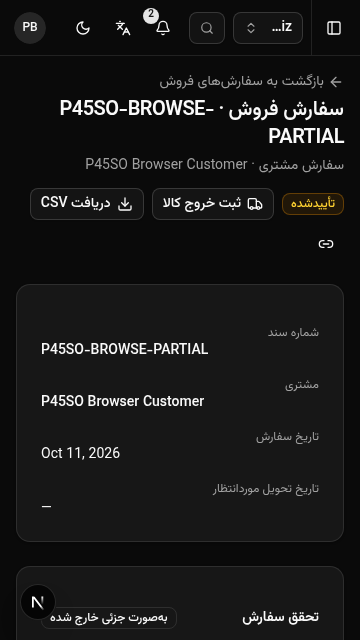 PB
2
...iz
بازگشت به سفارش‌های فروش
سفارش فروش · P45SO-BROWSE-
PARTIAL
سفارش مشتری · P45SO Browser Customer
تأییدشده
ثبت خروج کالا
دریافت CSV
شماره سند
P45SO-BROWSE-PARTIAL
مشتری
P45SO Browser Customer
تاریخ سفارش
Oct 11, 2026
تاریخ تحویل موردانتظار
—
تحقق سفارش
به‌صورت جزئی خارج شده
N